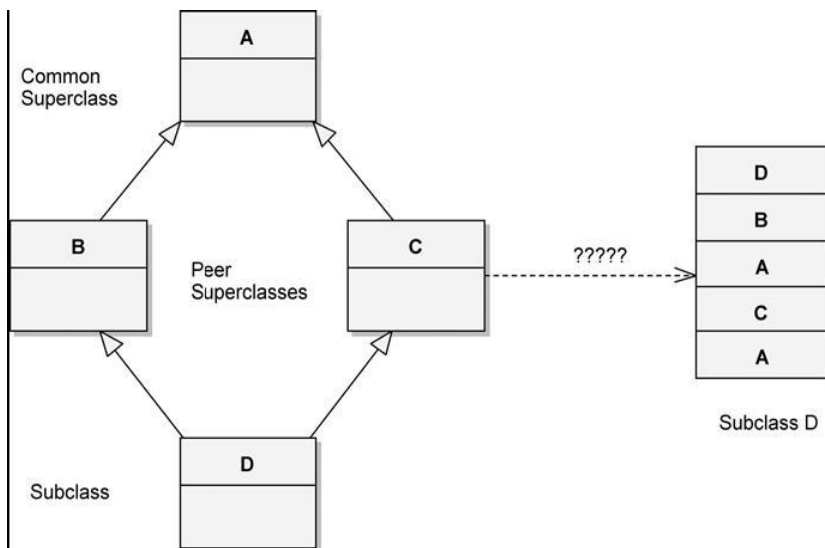 A
Common
Superclass
B
Peer
Superclasses
C
?????
D
B
A
C
A
Subclass D
D
Subclass